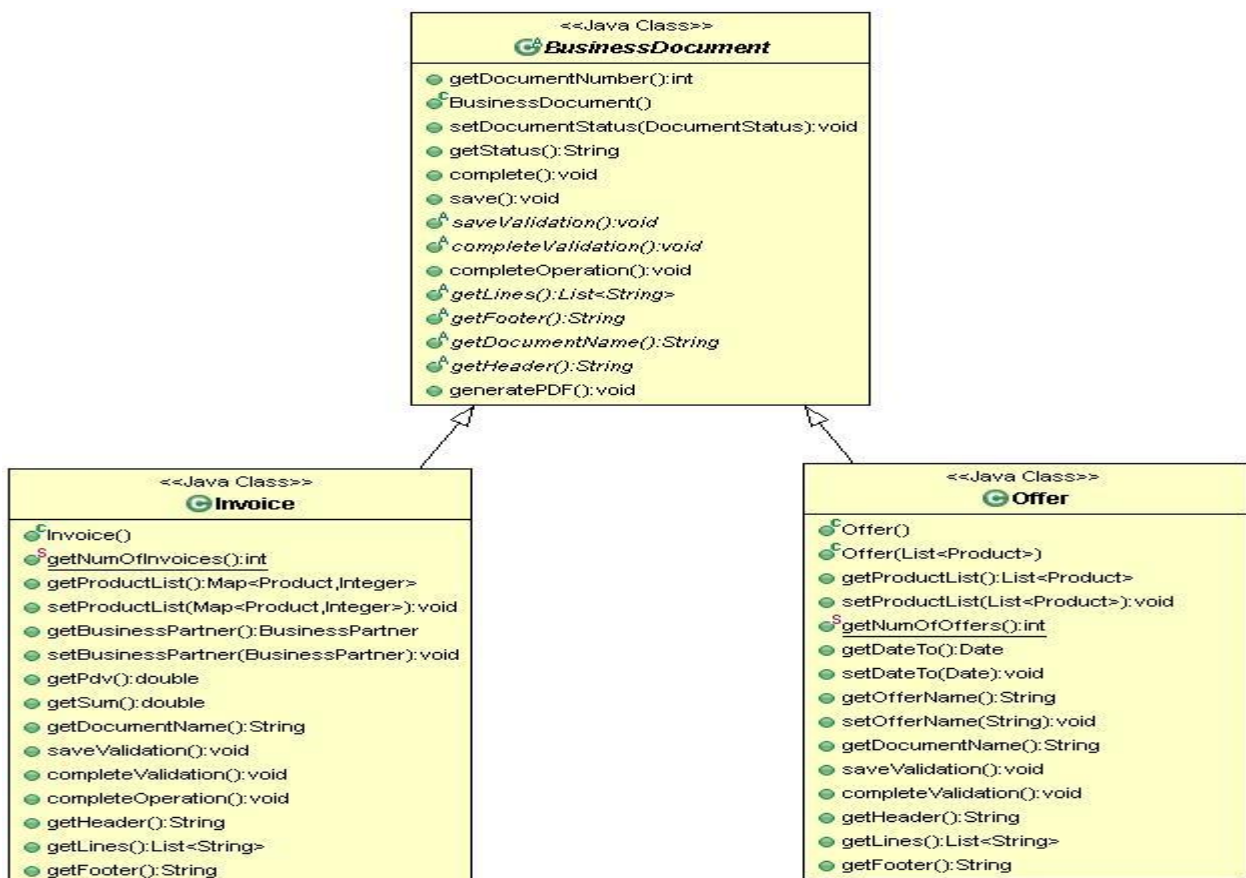 <<Java Class>>
BusinessDocument
getDocumentNumber():int
BusinessDocument()
setDocumentStatus(DocumentStatus):void
getStatus():String
complete():void
save():void
saveValidation():void
completeValidation():void
completeOperation():void
getLines():List<String>
getFooter():String
getDocumentName():String
getHeader():String
generatePDF():void
<<Java Class>>
Invoice
Invoice()
getNumOfInvoices():int
getProductList():Map<Product,Integer>
setProductList(Map<Product,Integer>):void
getBusinessPartner():BusinessPartner
setBusinessPartner(BusinessPartner):void
getPdv():double
getSum():double
getDocumentName():String
saveValidation():void
completeValidation():void
completeOperation():void
getHeader():String
getLines():List<String>
getFooter():String
<<Java Class>>
Offer
Offer()
Offer(List<Product>)
getProductList():List<Product>
setProductList(List<Product>):void
getNumOfOffers():int
getDateTo():Date
setDateTo(Date):void
getOfferName():String
setOfferName(String):void
getDocumentName():String
saveValidation():void
completeValidation():void
getHeader():String
getLines():List<String>
getFooter():String